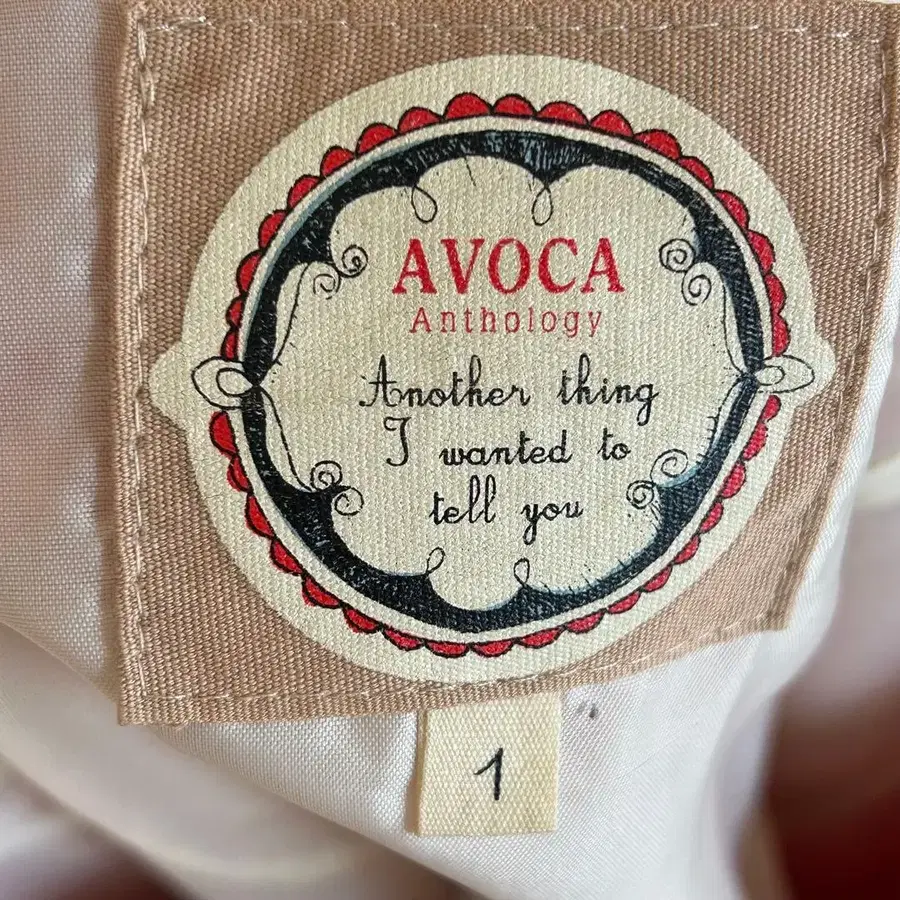 AVOCA
Anthology
Another thing
I wanted to
tell you
1